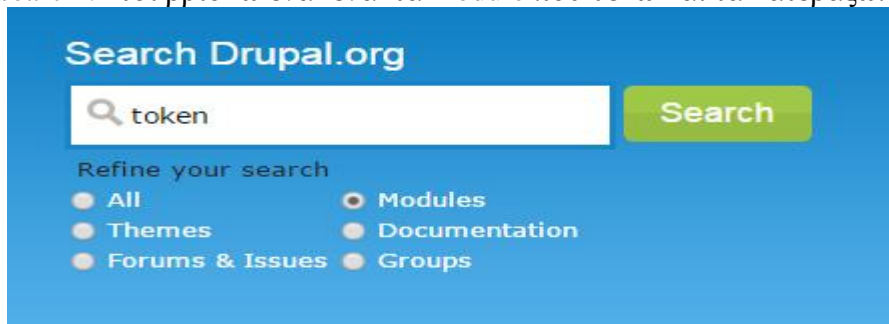 Search Drupal.org
token
Search
Refine your search
All
Modules
Themes
Documentation
Forums & Issues
Groups